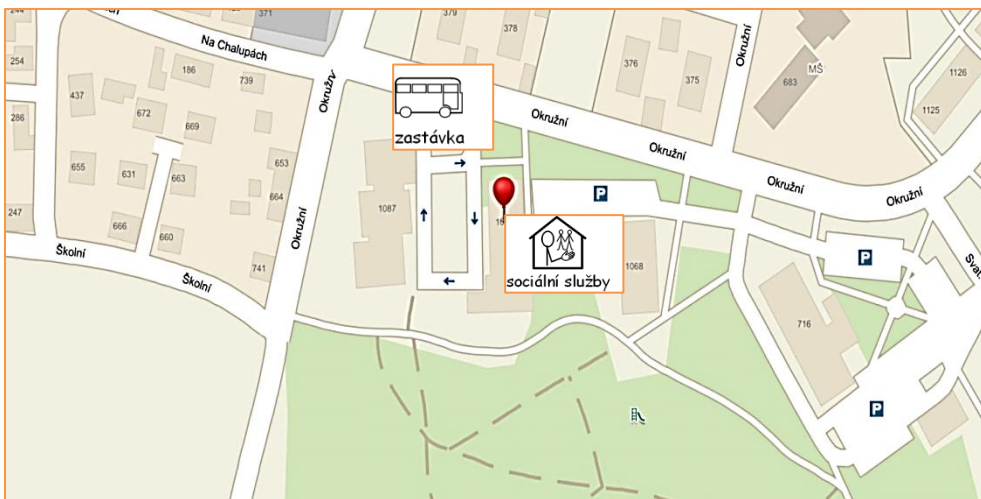 371
379
378
Na Chalupách
254
186
739
Okružní
376
375
Okružní
683
MŠ
1126
1125
437
672
669
zastávka
Okružní
286
655
631
663
653
664
Okružní
Okružní
Okružní
P
1087
247
666
660
Okružní
Školní
741
sociální služby
1068
P
Školní
716
P